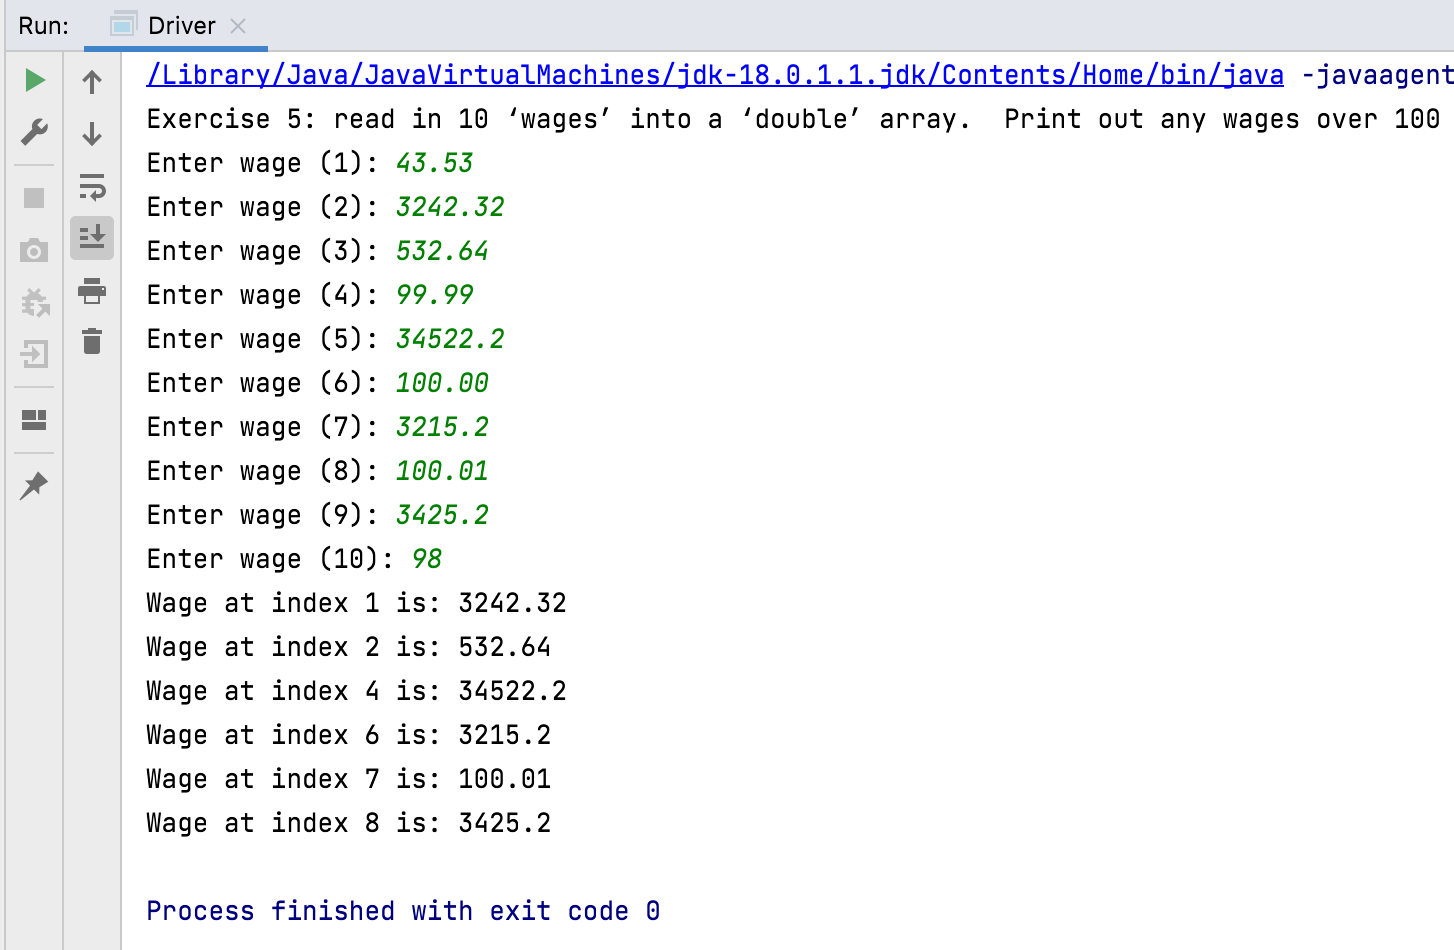 Run: Driver
/Library/Java/JavaVirtualMachines/jdk-18.0.1.1.jdk/Contents/Home/bin/java -javaagent
Exercise 5: read in 10 ‘wages’ into a ‘double’ array.  Print out any wages over 100
Enter wage (1): 43.53
Enter wage (2): 3242.32
Enter wage (3): 532.64
Enter wage (4): 99.99
Enter wage (5): 34522.2
Enter wage (6): 100.00
Enter wage (7): 3215.2
Enter wage (8): 100.01
Enter wage (9): 3425.2
Enter wage (10): 98
Wage at index 1 is: 3242.32
Wage at index 2 is: 532.64
Wage at index 4 is: 34522.2
Wage at index 6 is: 3215.2
Wage at index 7 is: 100.01
Wage at index 8 is: 3425.2
Process finished with exit code 0